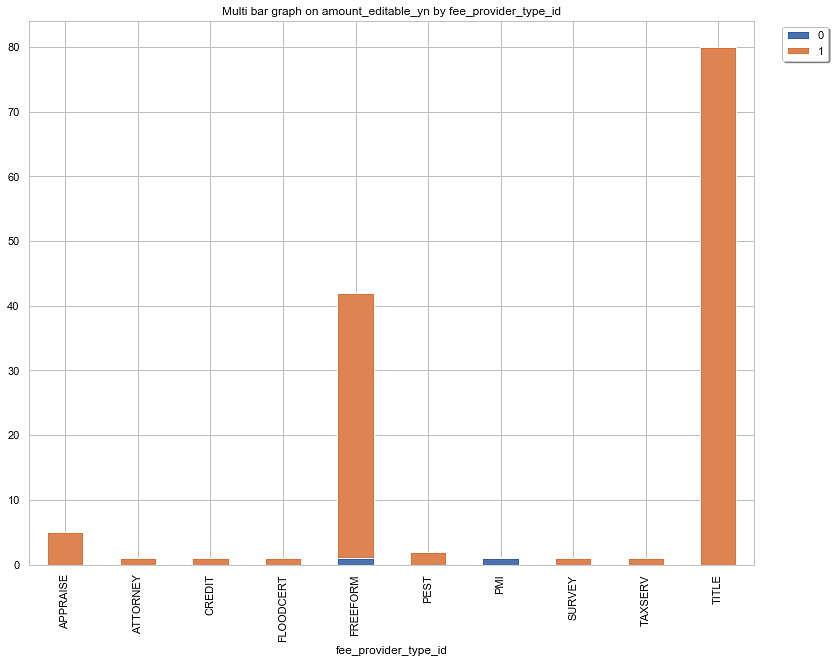 Multi bar graph on amount_editable_yn by fee_provider_type_id
0
1
80
70
60
50
40
30
20
10
0
APPRAISE
ATTORNEY
CREDIT
FLOODCERT
FREEFORM
PEST
PMI
SURVEY
TAXSERV
TITLE
fee_provider_type_id